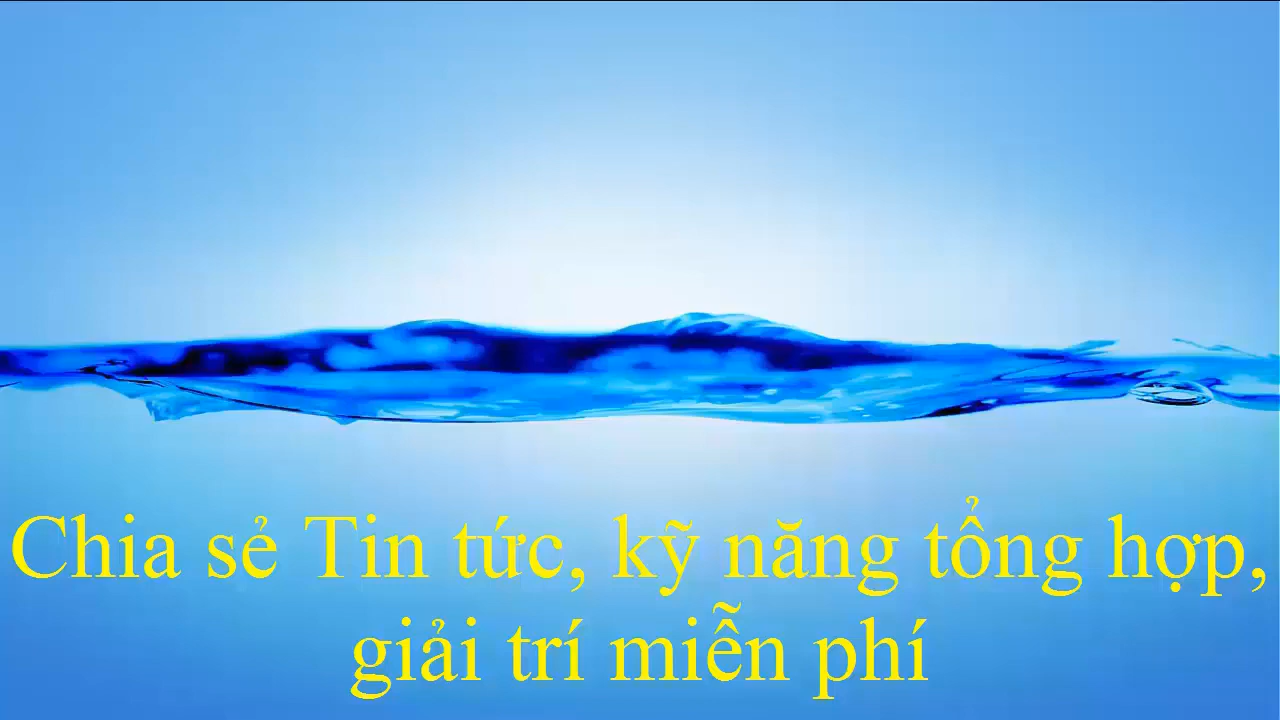 Chia sẻ Tin tức, kỹ năng tổng hợp,
giải trí miễn phí